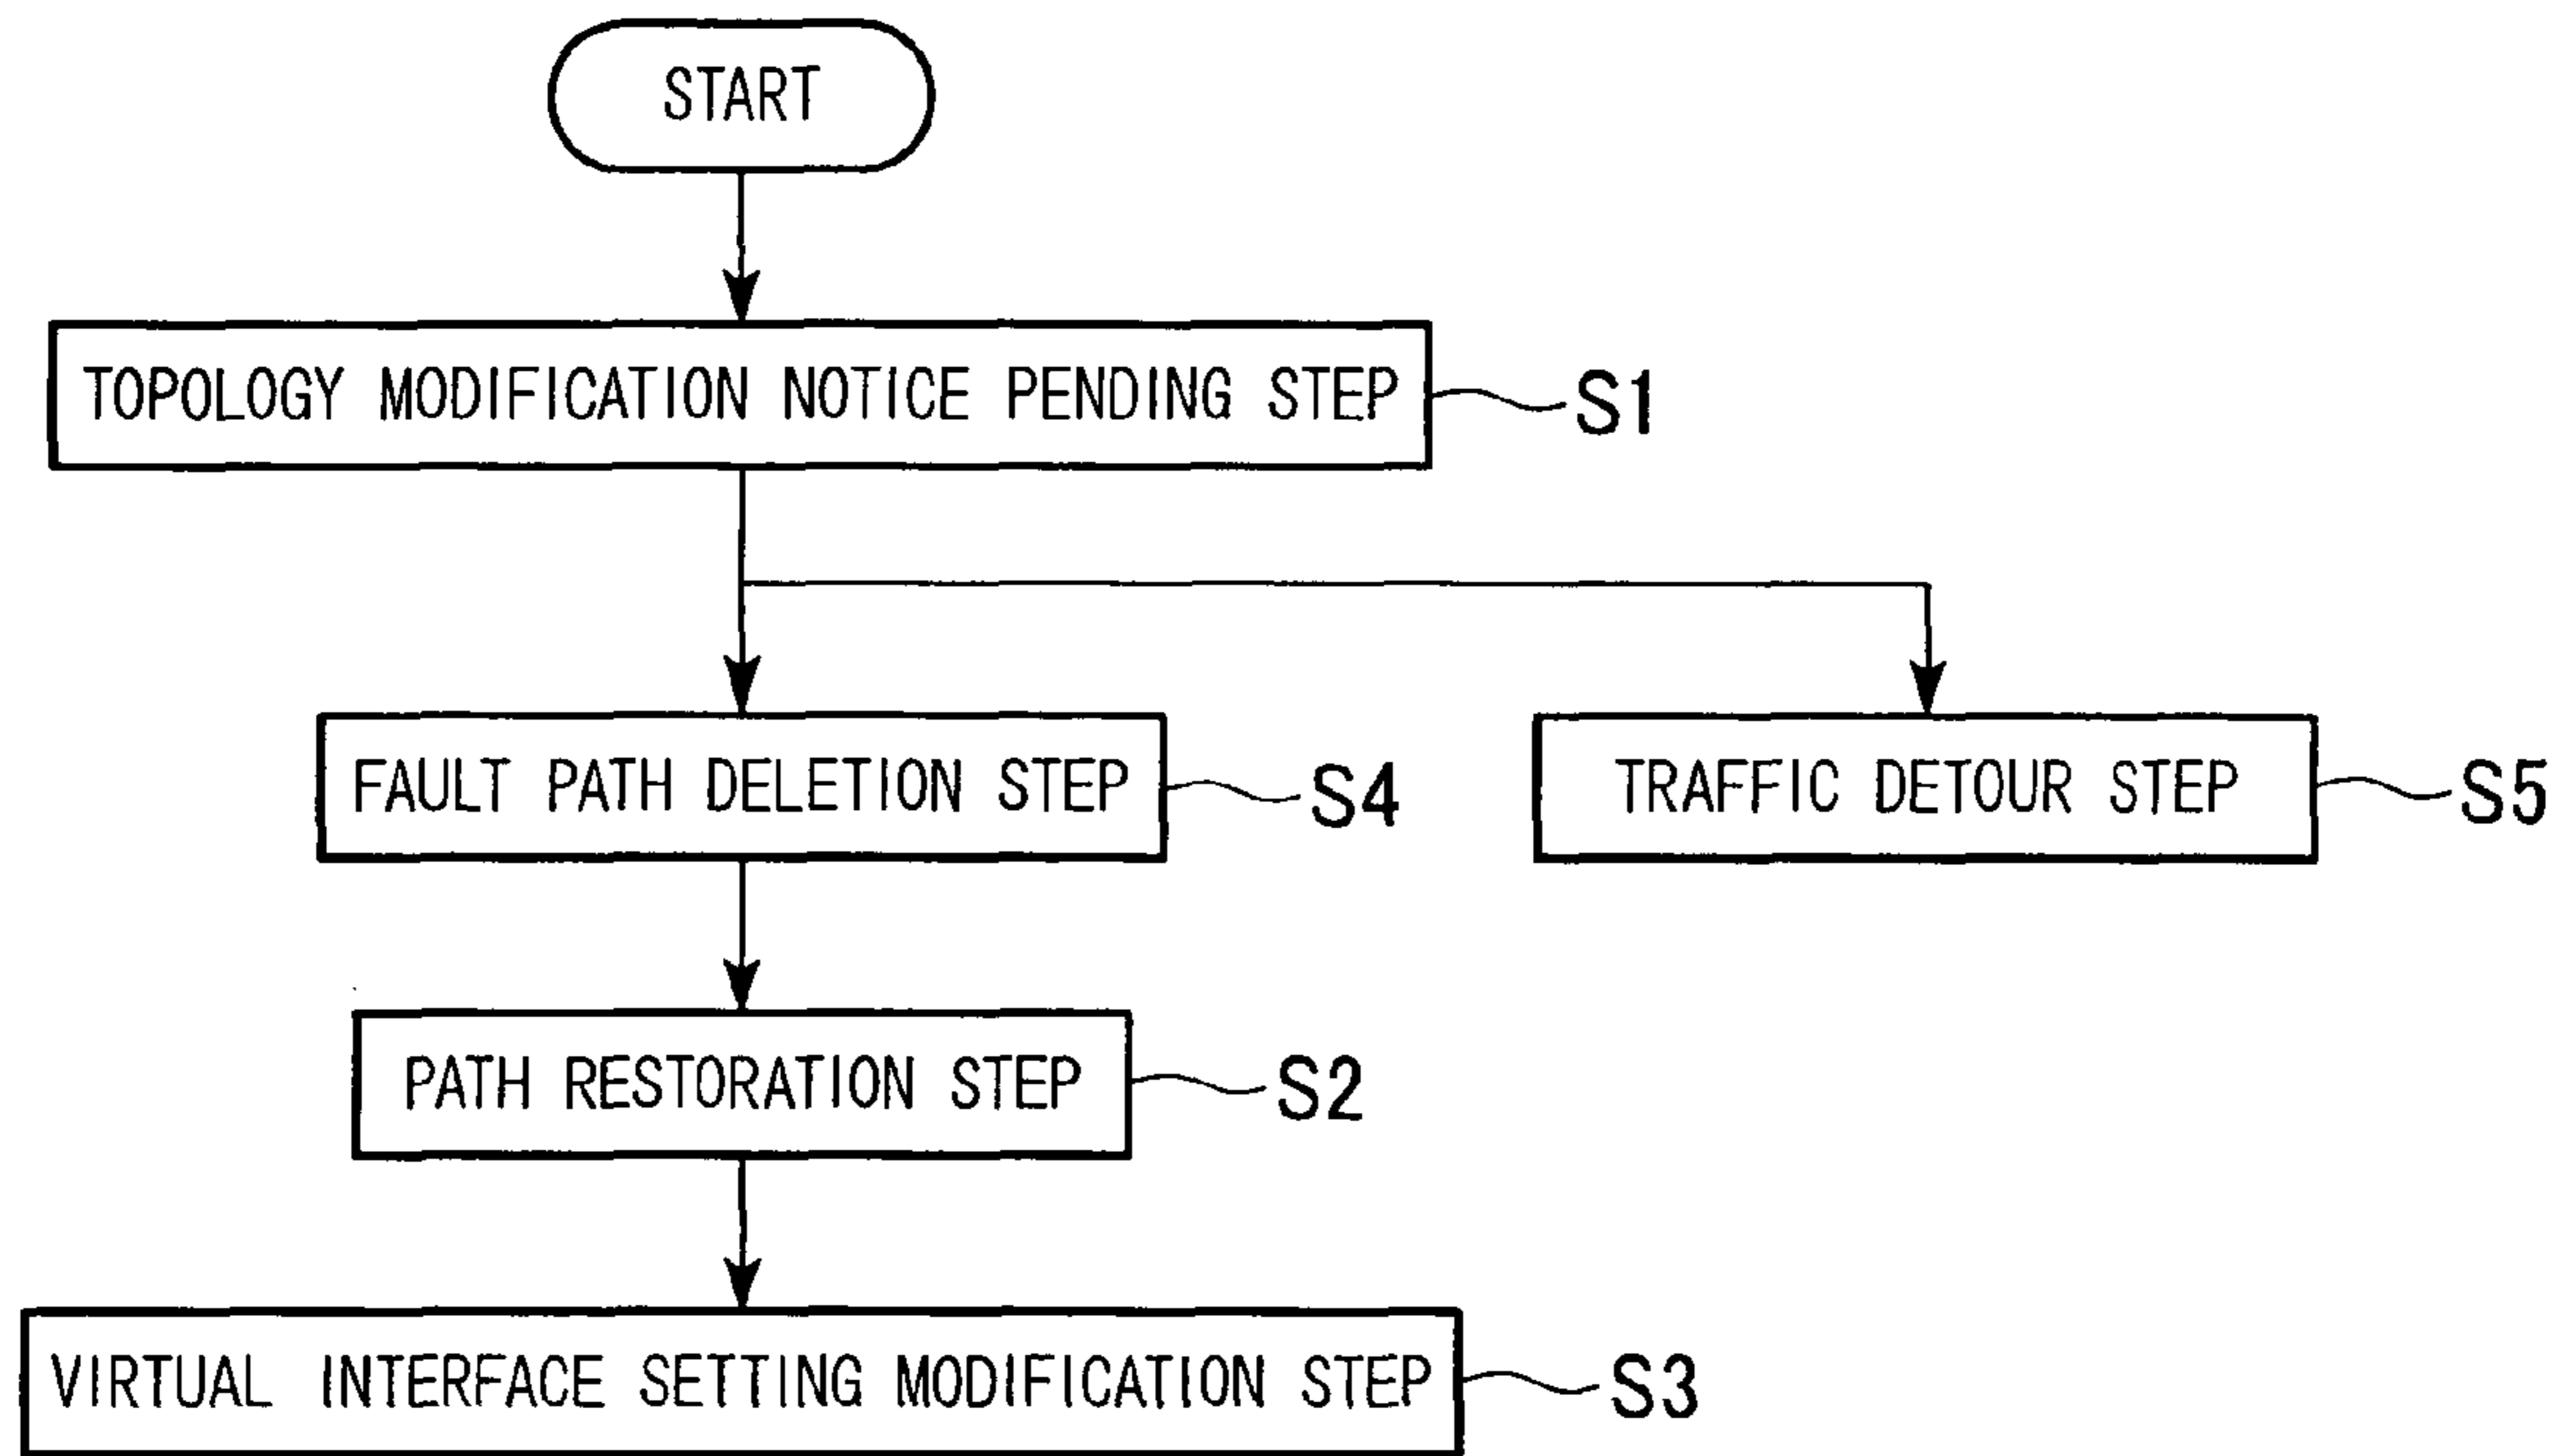 START
TOPOLOGY MODIFICATION NOTICE PENDING STEP S1
FAULT PATH DELETION STEP S4
TRAFFIC DETOUR STEP S5
PATH RESTORATION STEP S2
VIRTUAL INTERFACE SETTING MODIFICATION STEP S3